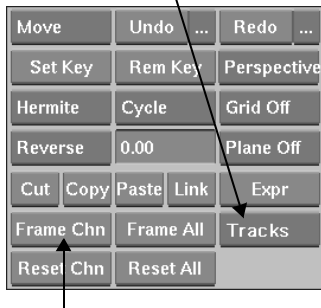 Move Undo ... Redo ...
Set Key Rem Key Perspective
Hermite Cycle Grid Off
Reverse 0.00 Plane Off
Cut Copy Paste Link Expr
Frame Chn Frame All Tracks
Reset Chn Reset All